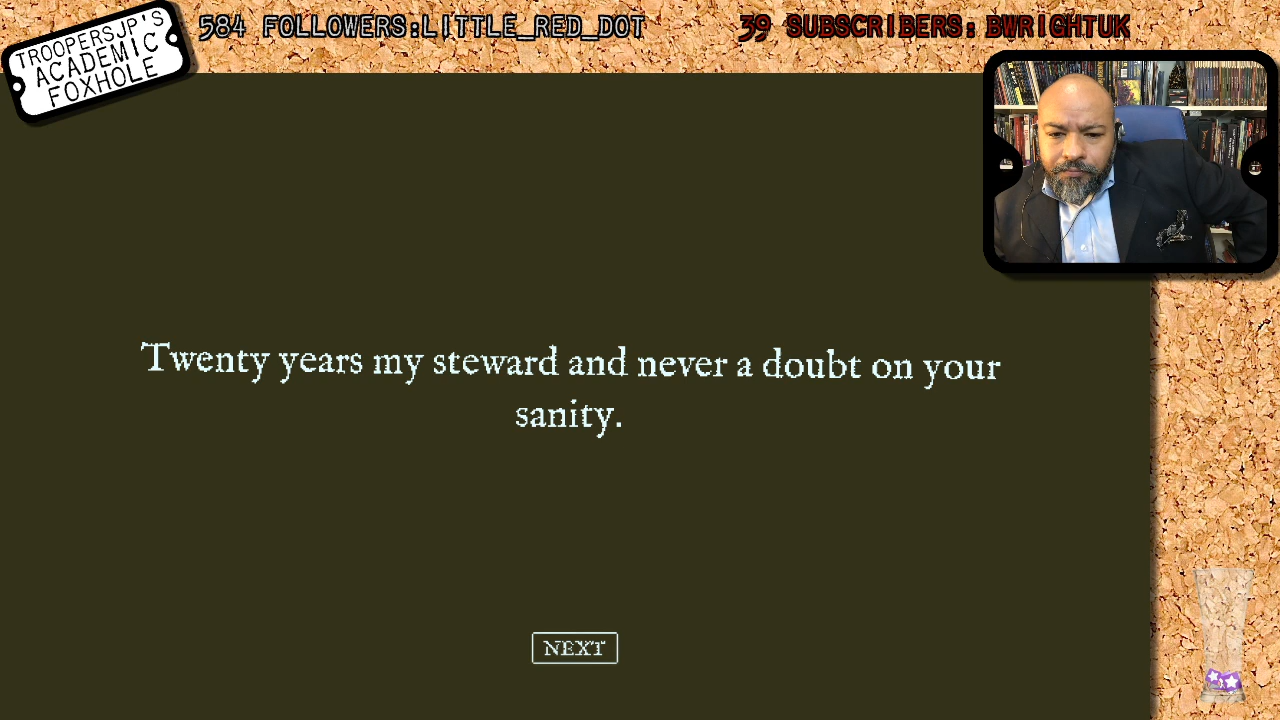 TROOPERSJP'S
ACADEMIC
FOXHOLE
584 FOLLOWERS:LITTLE_RED_DOT
39 SUBSCRIBERS: BWRIGHTUK
Twenty years my steward and never a doubt on your
sanity.
NEXT